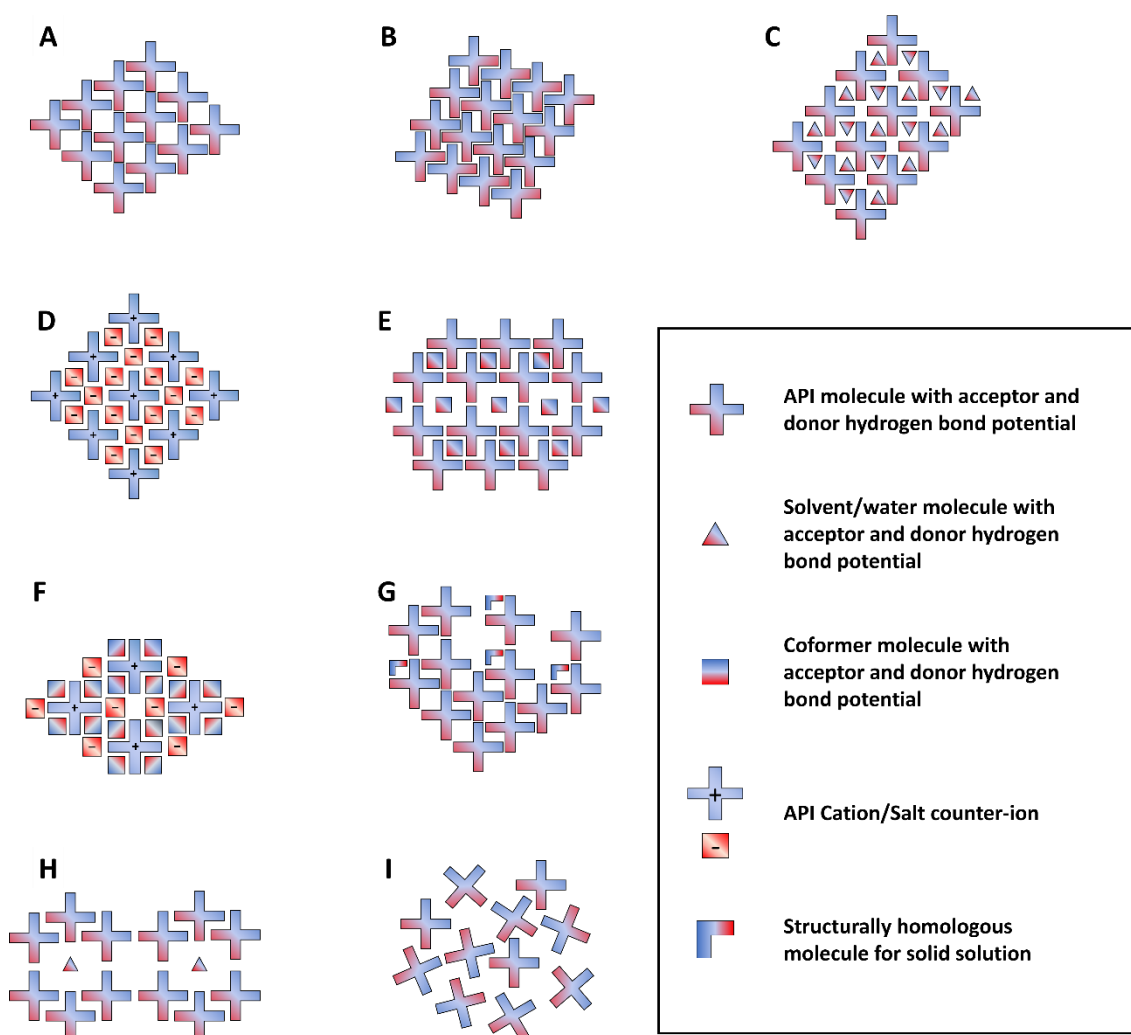 A
B
C
D
E
F
G
H
I
API molecule with acceptor and
donor hydrogen bond potential
Solvent/water molecule with
acceptor and donor hydrogen
bond potential
Coformer molecule with
acceptor and donor hydrogen
bond potential
+
API Cation/Salt counter-ion
-
Structurally homologous
molecule for solid solution